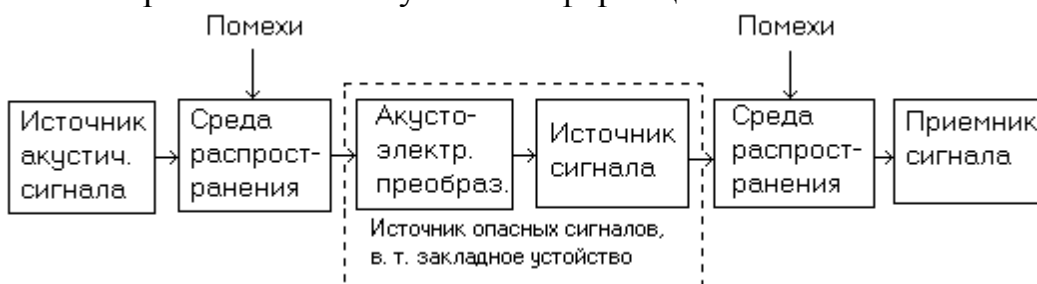 Помехи
Помехи
Источник
акустич.
сигнала
Среда
распрост-
ранения
Акусто-
электр.
преобраз.
Источник
сигнала
Среда
распрост-
ранения
Приемник
сигнала
Источник опасных сигналов,
в. т. закладное устойство